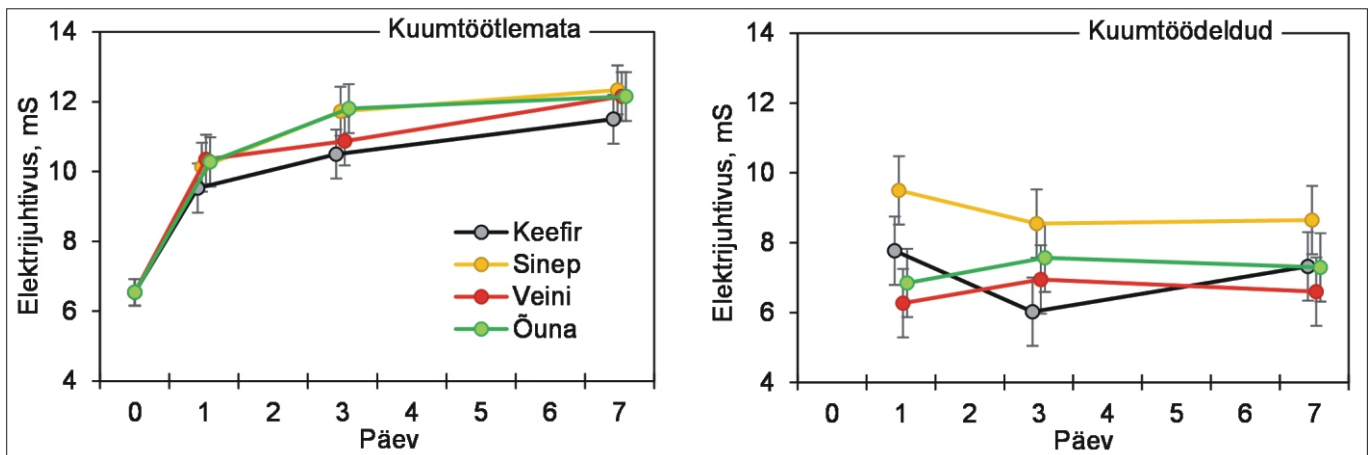 Kuumtöötlemata
Elektrijuhtivus, mS
14
12
10
8
6
4
Keefir
Sinep
Veini
Õuna
0 1 2 3 4 5 6 7
Päev
Kuumtöödeldud
Elektrijuhtivus, mS
14
12
10
8
6
4
0 1 2 3 4 5 6 7
Päev